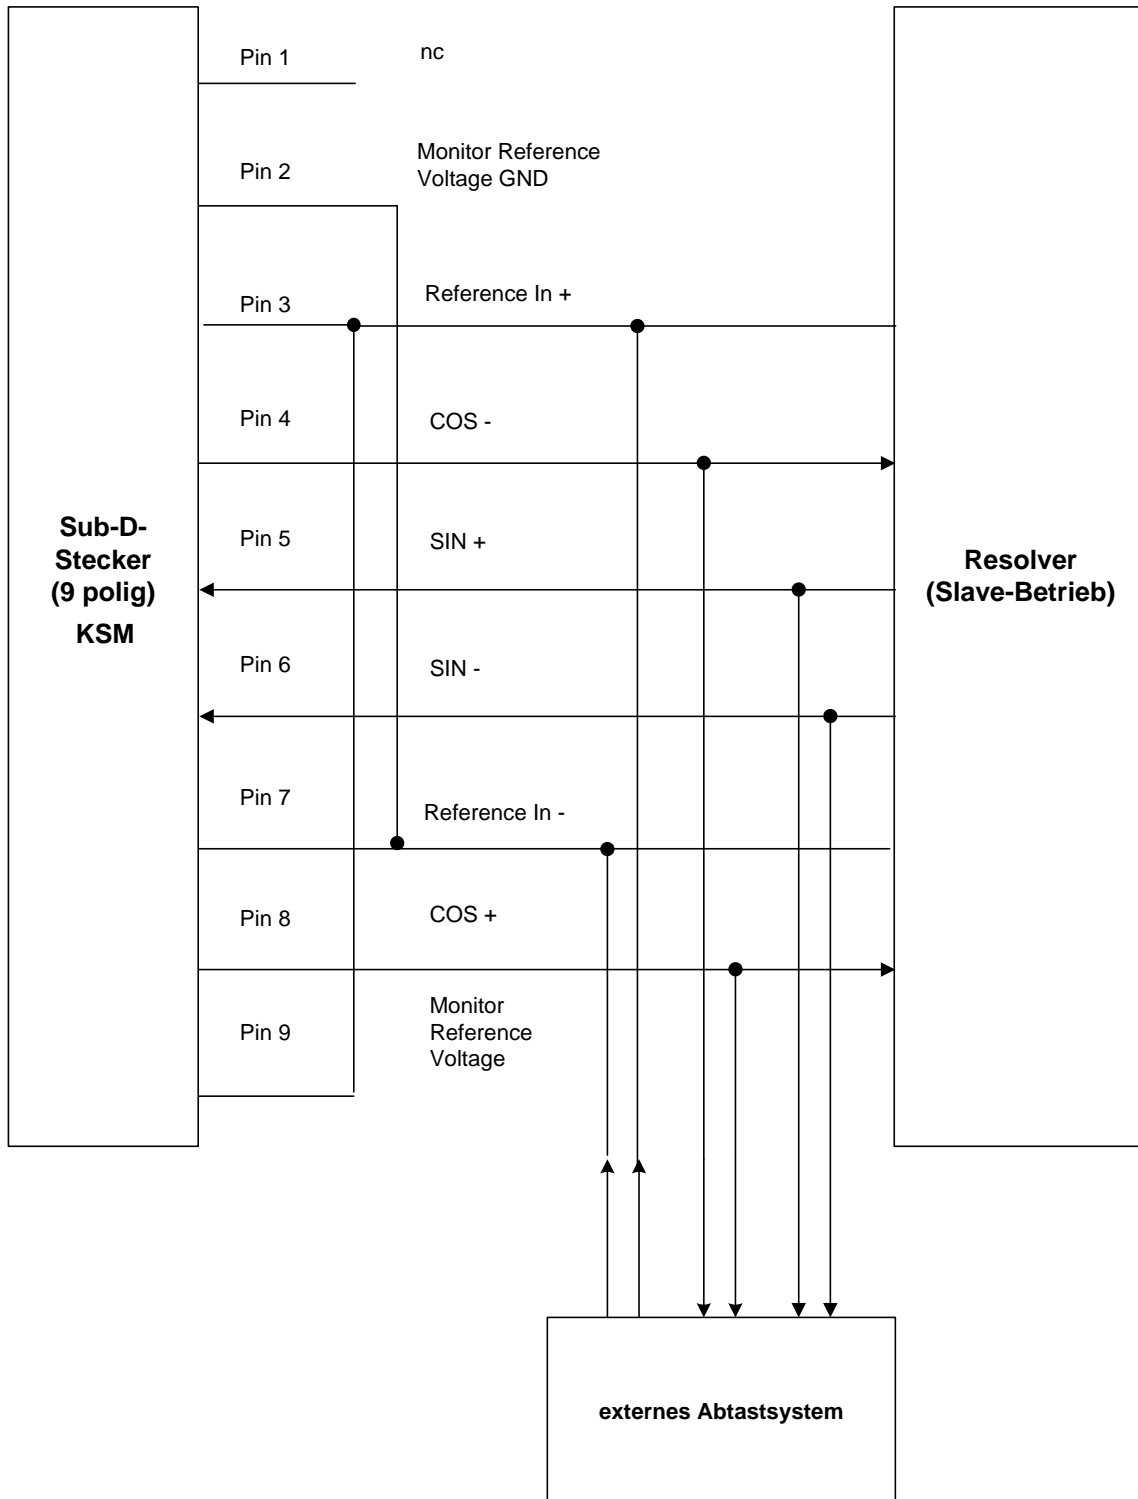 Pin 1
nc
Pin 2
Monitor Reference
Voltage GND
Pin 3
Reference In +
Pin 4
COS -
Sub-D-
Stecker
(9 polig)
KSM
Pin 5
SIN +
Resolver
(Slave-Betrieb)
Pin 6
SIN -
Pin 7
Reference In -
Pin 8
COS +
Pin 9
Monitor
Reference
Voltage
externes Abtastsystem